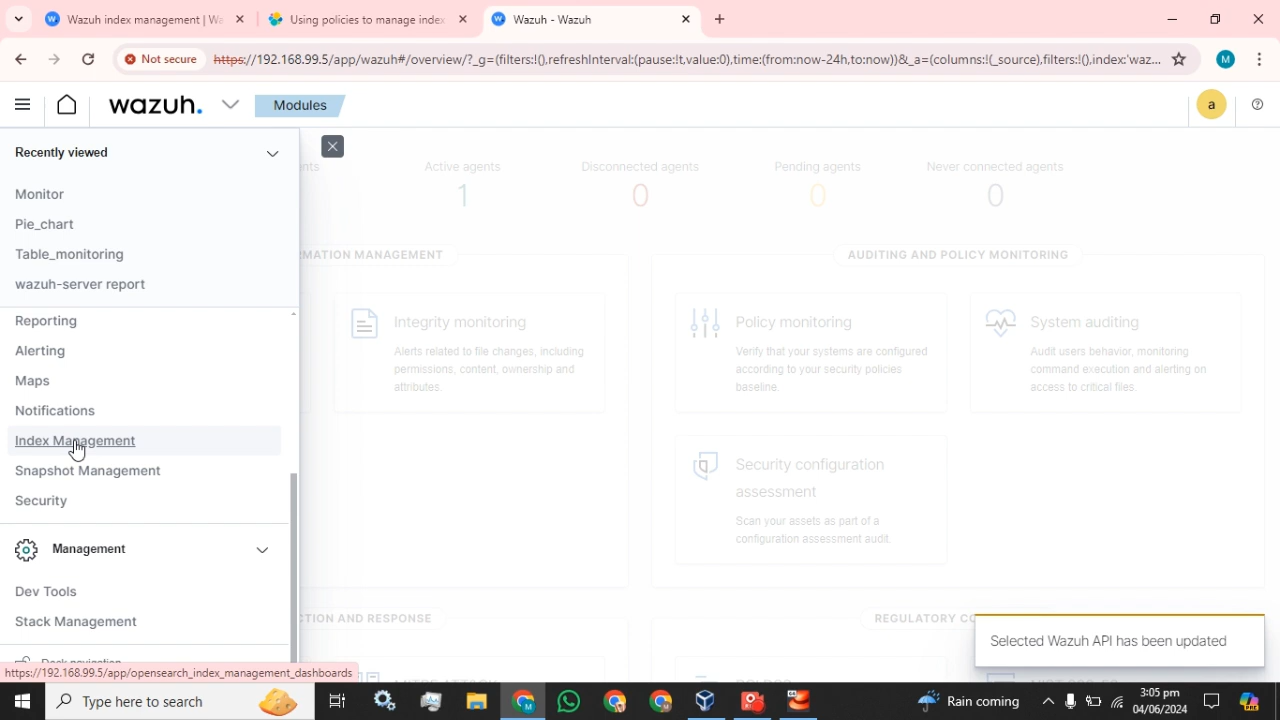 Wazuh index management | Wa
Using policies to manage index
Wazuh - Wazuh
Not secure
https://192.168.99.5/app/wazuh#/overview/?_g=(filters:!(),refreshInterval:(pause:!t,value:0),time:(from:now-24h,to:now))&_a=(columns:!(_source),filters:!(),index:'waz...
M
wazuh.
Modules
a
Recently viewed
Monitor
Pie_chart
Table_monitoring
wazuh-server report
Reporting
Alerting
Maps
Notifications
Index Management
Snapshot Management
Security
Management
Dev Tools
Stack Management
Dock navigation
https://192.168.99.5/app/opensearch_index_management_dashboards
ents
Active agents
1
Disconnected agents
0
Pending agents
0
Never connected agents
0
RMATION MANAGEMENT
Integrity monitoring
Alerts related to file changes, including
permissions, content, ownership and
attributes.
AUDITING AND POLICY MONITORING
Policy monitoring
Verify that your systems are configured
according to your security policies
baseline.
System auditing
Audit users behavior, monitoring
command execution and alerting on
access to critical files.
Security configuration
assessment
Scan your assets as part of a
configuration assessment audit.
CTION AND RESPONSE
REGULATORY CO
Selected Wazuh API has been updated
Type here to search
Rain coming
3:05 pm
04/06/2024